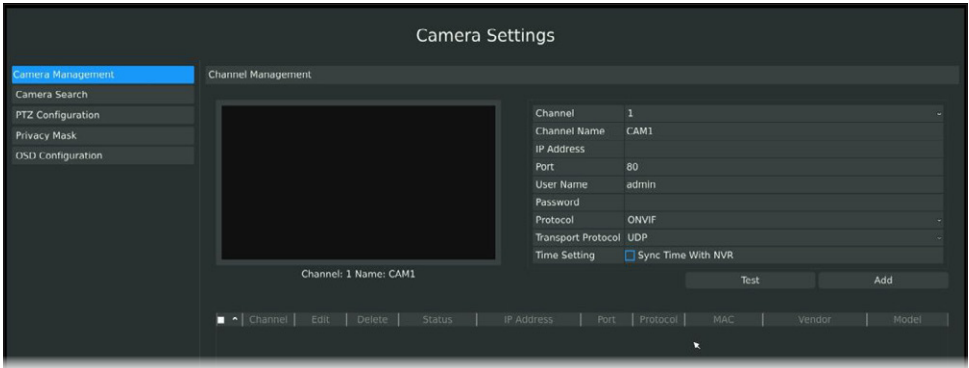 Camera Settings
Camera Management
Camera Search
PTZ Configuration
Privacy Mask
OSD Configuration
Channel Management
Channel 1
Channel Name CAM1
IP Address
Port 80
User Name admin
Password
Protocol ONVIF
Transport Protocol UDP
Time Setting Sync Time With NVR
Channel: 1 Name: CAM1
Test Add
Channel Edit Delete Status IP Address Port Protocol MAC Vendor Model